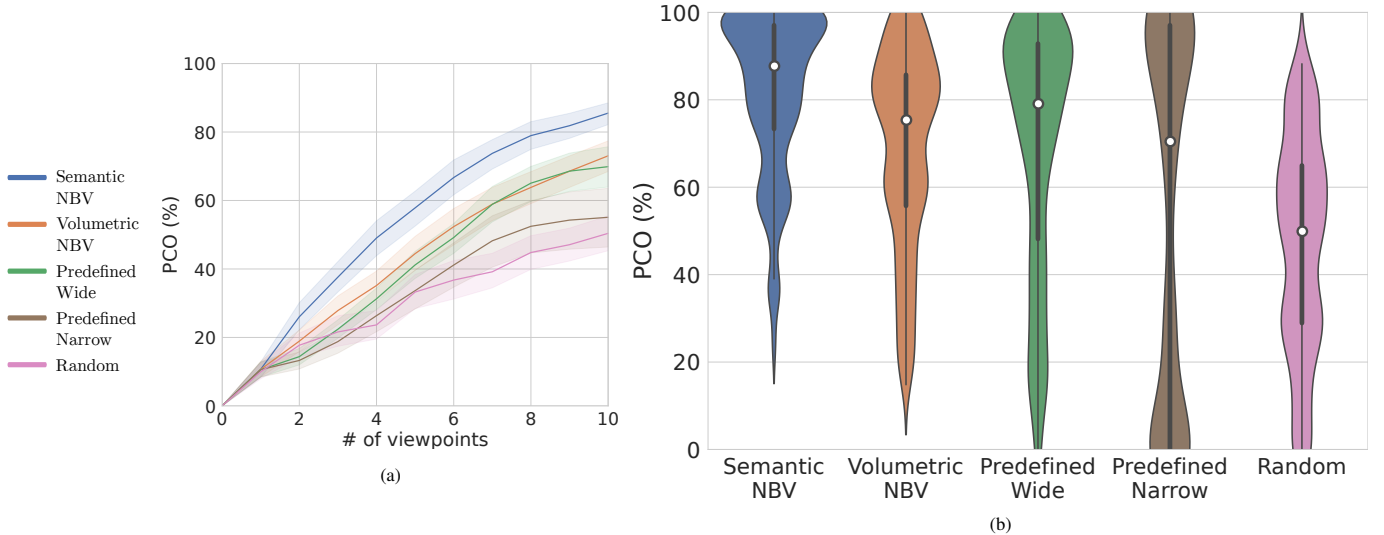 Semantic
NBV
Volumetric
NBV
Predefined
Wide
Predefined
Narrow
Random
PCO (%)
100
80
60
40
20
0
0 2 4 6 8 10
# of viewpoints
(a)
PCO (%)
100
80
60
40
20
0
Semantic NBV
Volumetric NBV
Predefined Wide
Predefined Narrow
Random
(b)